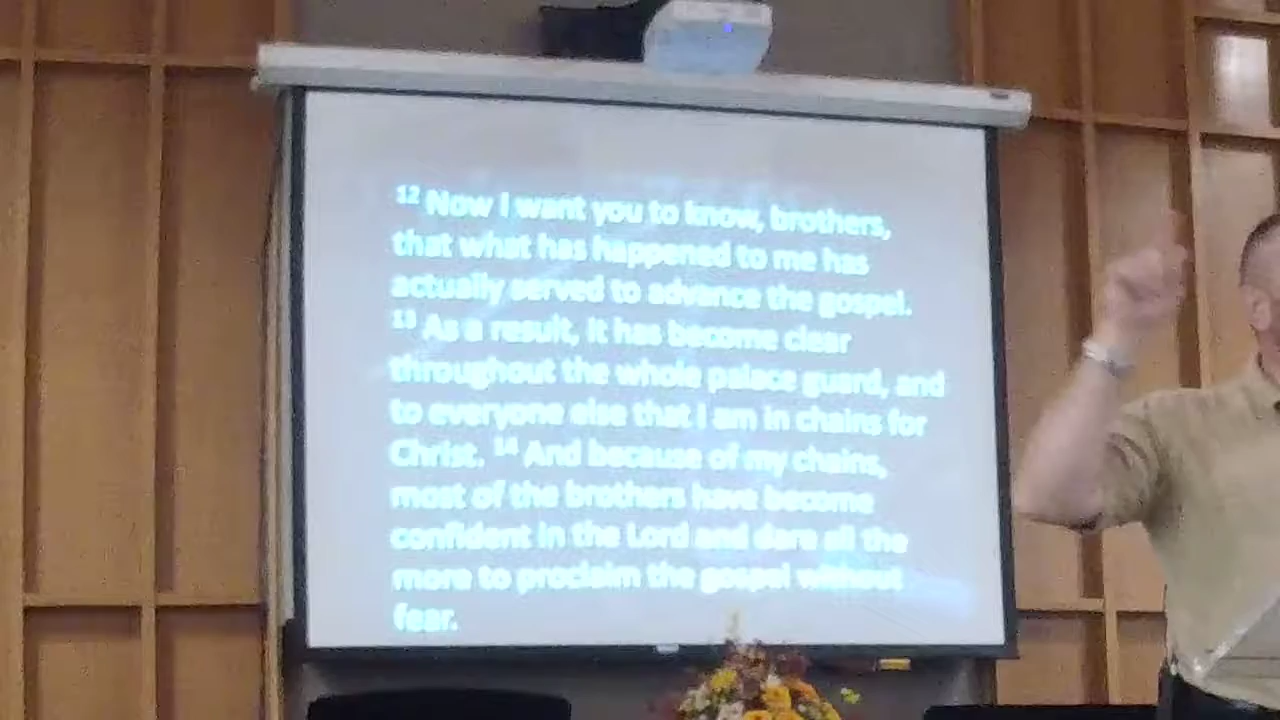 12 Now I want you to know, brothers,
that what has happened to me has
actually served to advance the gospel.
13 As a result, it has become clear
throughout the whole palace guard, and
to everyone else that I am in chains for
Christ. 14 And because of my chains,
most of the brothers have become
confident in the Lord and dare all the
more to proclaim the gospel without
fear.